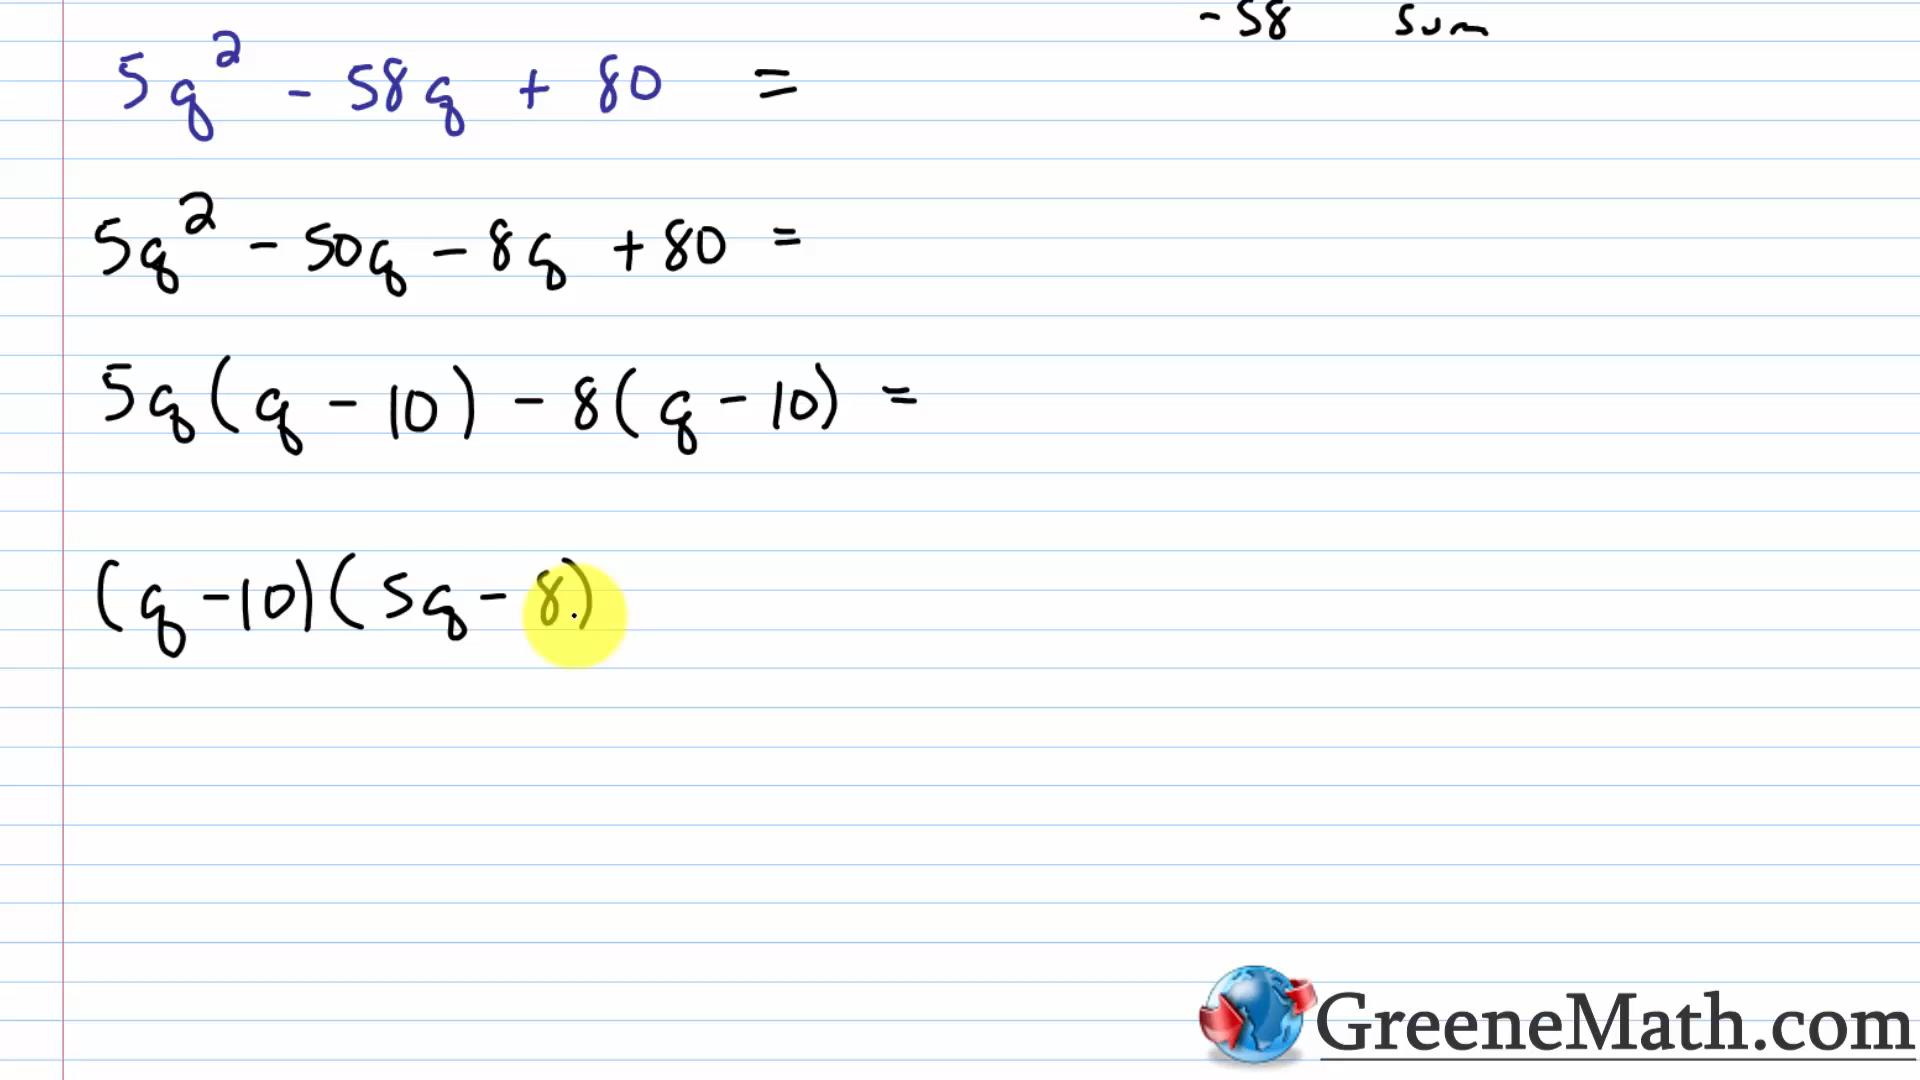 -58 sum
5q² - 58q + 80 =
5q² - 50q - 8q + 80 =
5q(q - 10) - 8(q - 10) =
(q - 10)(5q - 8)
GreeneMath.com